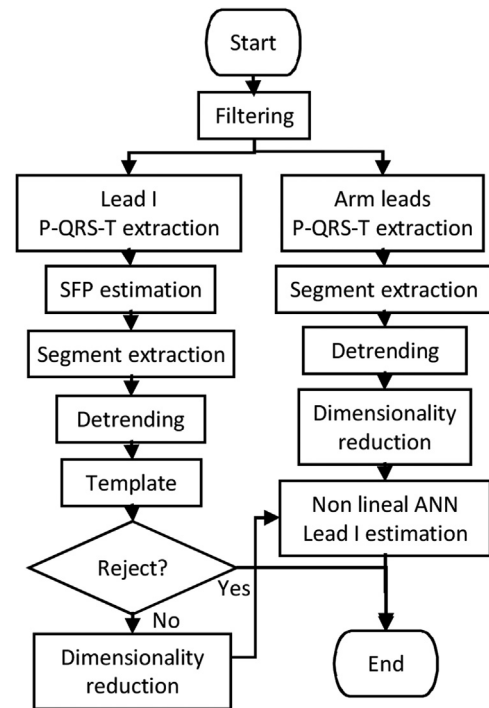 Start
Filtering
Lead I
P-QRS-T extraction
SFP estimation
Segment extraction
Detrending
Template
Reject?
Yes
No
Dimensionality
reduction
Arm leads
P-QRS-T extraction
Segment extraction
Detrending
Dimensionality
reduction
Non lineal ANN
Lead I estimation
End